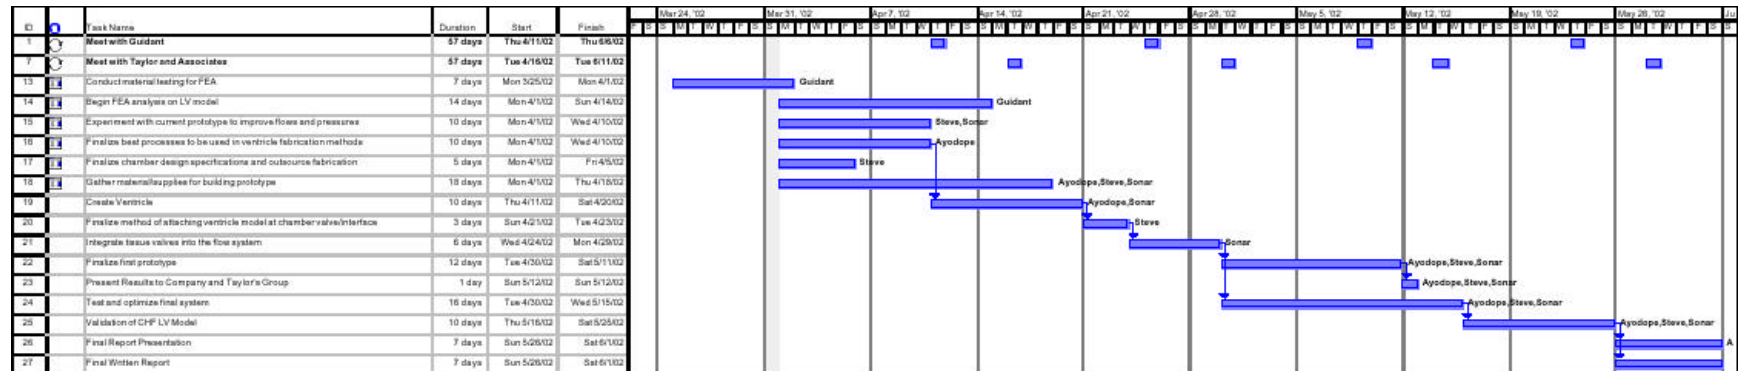 Mar 24, '02 Mar 31, '02 Apr 7, '02 Apr 14, '02 Apr 21, '02 Apr 28, '02 May 5, '02 May 12, '02 May 19, '02 May 26, '02 Ju
ID Task Name Duration Start Finish F S S M T W T F S S M T W T F S S M T W T F S S M T W T F S S M T W T F S S M T W T F S S M T W T F S S M T W T F S S M T W T F S S M T W T F S S
1 Meet with Guidant 57 days Thu 4/11/02 Thu 6/6/02
7 Meet with Taylor and Associates 57 days Tue 4/16/02 Tue 6/11/02
13 Conduct material testing for FEA 7 days Mon 3/25/02 Mon 4/1/02 Guidant
14 Begin FEA analysis on LV model 14 days Mon 4/1/02 Sun 4/14/02 Guidant
15 Experiment with current prototype to improve flows and pressures 10 days Mon 4/1/02 Wed 4/10/02 Steve,Sonar
16 Finalize best processes to be used in ventricle fabrication methods 10 days Mon 4/1/02 Wed 4/10/02 Ayodope
17 Finalize chamber design specifications and outsource fabrication 5 days Mon 4/1/02 Fri 4/5/02 Steve
18 Gather material/supplies for building prototype 18 days Mon 4/1/02 Thu 4/18/02 Ayodope,Steve,Sonar
19 Create Ventricle 10 days Thu 4/11/02 Sat 4/20/02 Ayodope,Sonar
20 Finalize method of attaching ventricle model at chamber valve/interface 3 days Sun 4/21/02 Tue 4/23/02 Steve
21 Integrate tissue valves into the flow system 6 days Wed 4/24/02 Mon 4/29/02 Sonar
22 Finalize first prototype 12 days Tue 4/30/02 Sat 5/11/02 Ayodope,Steve,Sonar
23 Present Results to Company and Taylor's Group 1 day Sun 5/12/02 Sun 5/12/02 Ayodope,Steve,Sonar
24 Test and optimize final system 16 days Tue 4/30/02 Wed 5/15/02 Ayodope,Steve,Sonar
25 Validation of CHF LV Model 10 days Thu 5/16/02 Sat 5/25/02 Ayodope,Steve,Sonar
26 Final Report Presentation 7 days Sun 5/26/02 Sat 6/1/02 A
27 Final Written Report 7 days Sun 5/26/02 Sat 6/1/02